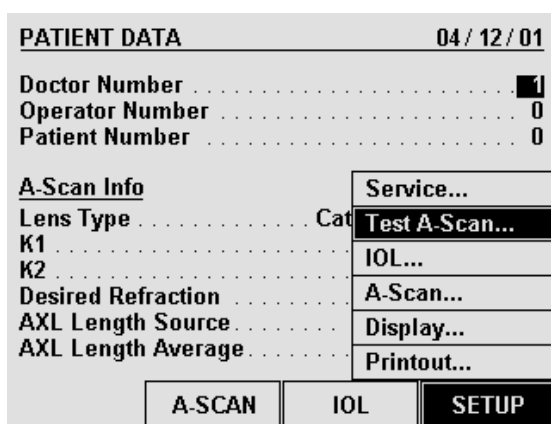 PATIENT DATA 04/12/01
Doctor Number . . . . . . . . . . . . . . . . . . . . . . . . 1
Operator Number . . . . . . . . . . . . . . . . . . . . . . 0
Patient Number . . . . . . . . . . . . . . . . . . . . . . . 0
A-Scan Info
Lens Type . . . . . . . . . . . . . Cat
K1 . . . . . . . . . . . . . . . . . . . . .
K2 . . . . . . . . . . . . . . . . . . . . .
Desired Refraction . . . . . . . .
AXL Length Source . . . . . . . .
AXL Length Average . . . . . . .
Service...
Test A-Scan...
IOL...
A-Scan...
Display...
Printout...
A-SCAN IOL SETUP